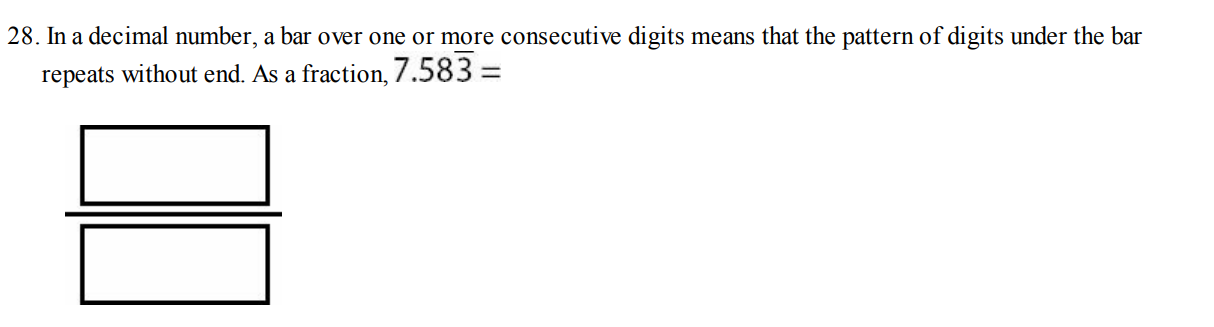 28. In a decimal number, a bar over one or more consecutive digits means that the pattern of digits under the bar
repeats without end. As a fraction, 7.583̅ =